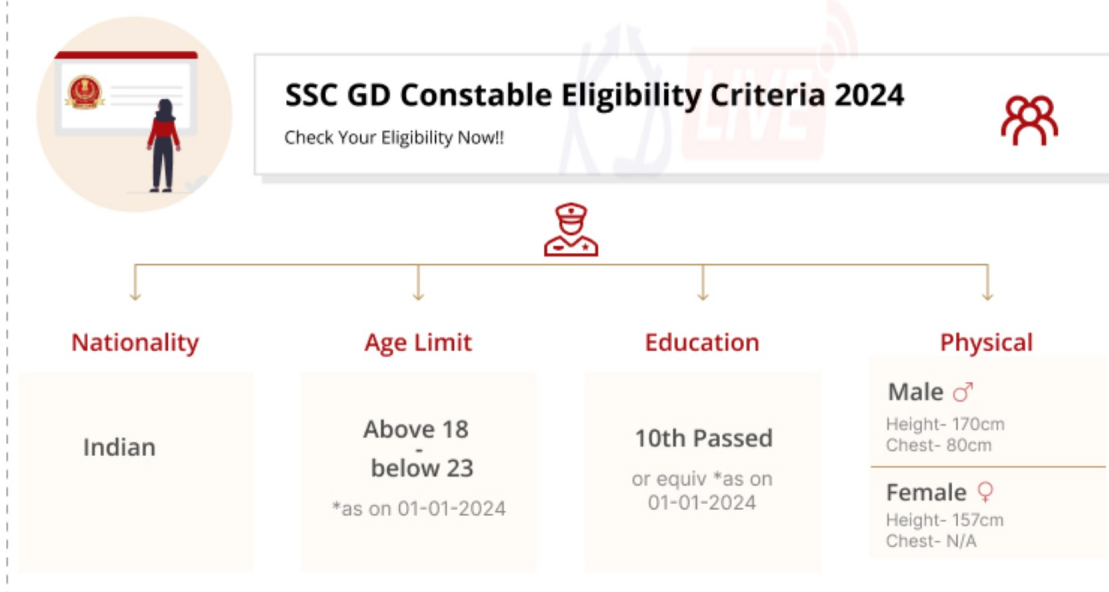 LIVE
SSC GD Constable Eligibility Criteria 2024
Check Your Eligibility Now!!
Nationality
Indian
Age Limit
Above 18
-
below 23
*as on 01-01-2024
Education
10th Passed
or equiv *as on
01-01-2024
Physical
Male ♂
Height- 170cm
Chest- 80cm
Female ♀
Height- 157cm
Chest- N/A